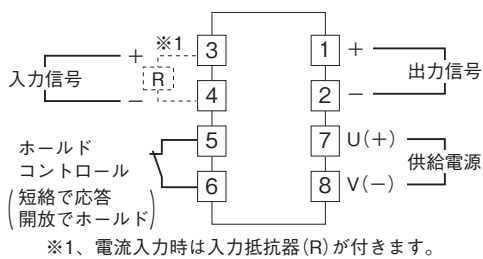 ※1
+ 3 1 +
入力信号 R 出力信号
− 4 2 −
ホールド 5 7 U(+)
コントロール 供給電源
短絡で応答 6 8 V(−)
開放でホールド
※1、電流入力時は入力抵抗器(R)が付きます。